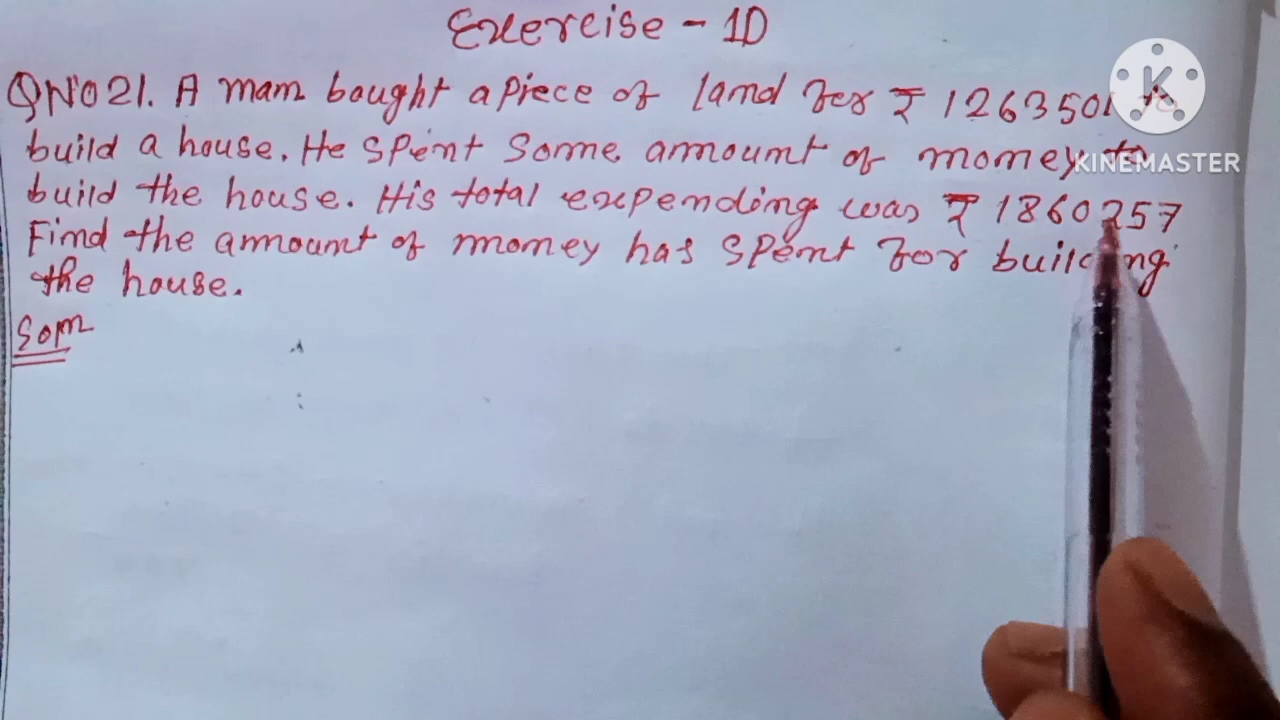 Exercise - 1D
QNO21. A man bought a piece of land for ₹ 1263501 to
build a house. He spent some amount of money to
build the house. His total expending was ₹ 1860257
Find the amount of money has spent for building
the house.
Soln
K
KINEMASTER